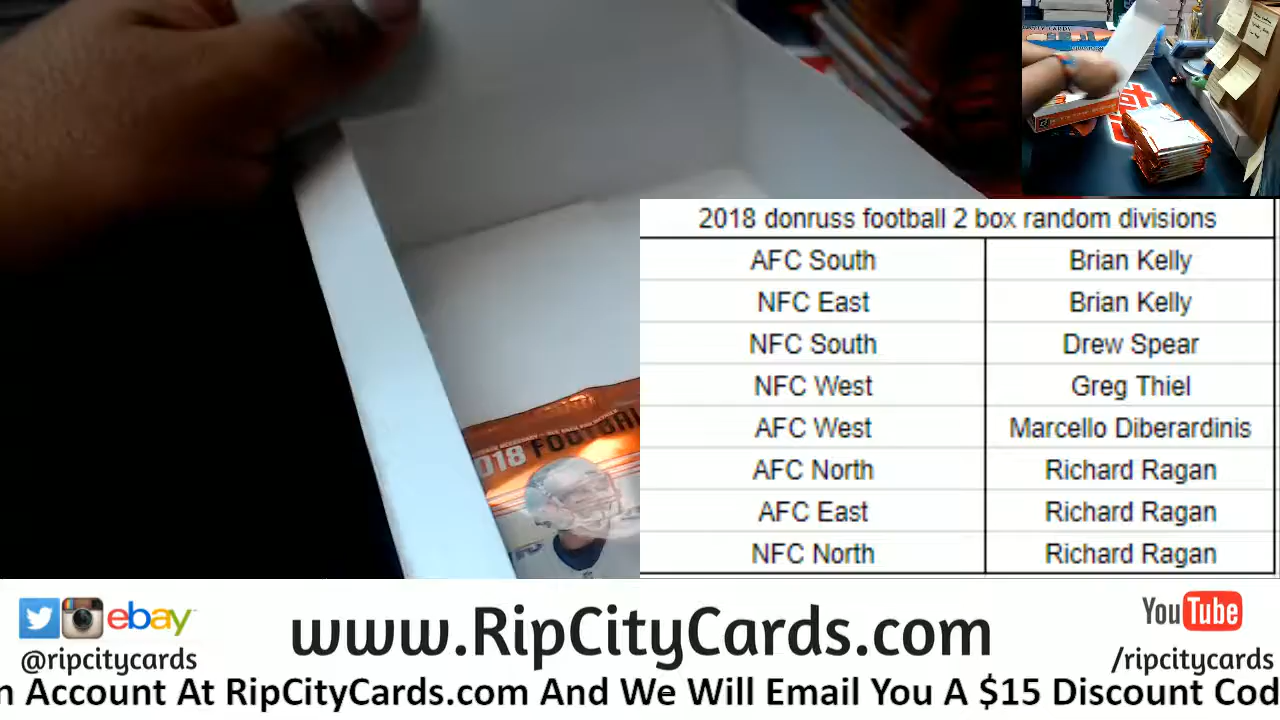 2018 donruss football 2 box random divisions
AFC South Brian Kelly
NFC East Brian Kelly
NFC South Drew Spear
NFC West Greg Thiel
AFC West Marcello Diberardinis
AFC North Richard Ragan
AFC East Richard Ragan
NFC North Richard Ragan
2018 FOOTBAL
ebay
@ripcitycards
www.RipCityCards.com
YouTube
/ripcitycards
n Account At RipCityCards.com And We Will Email You A $15 Discount Cod